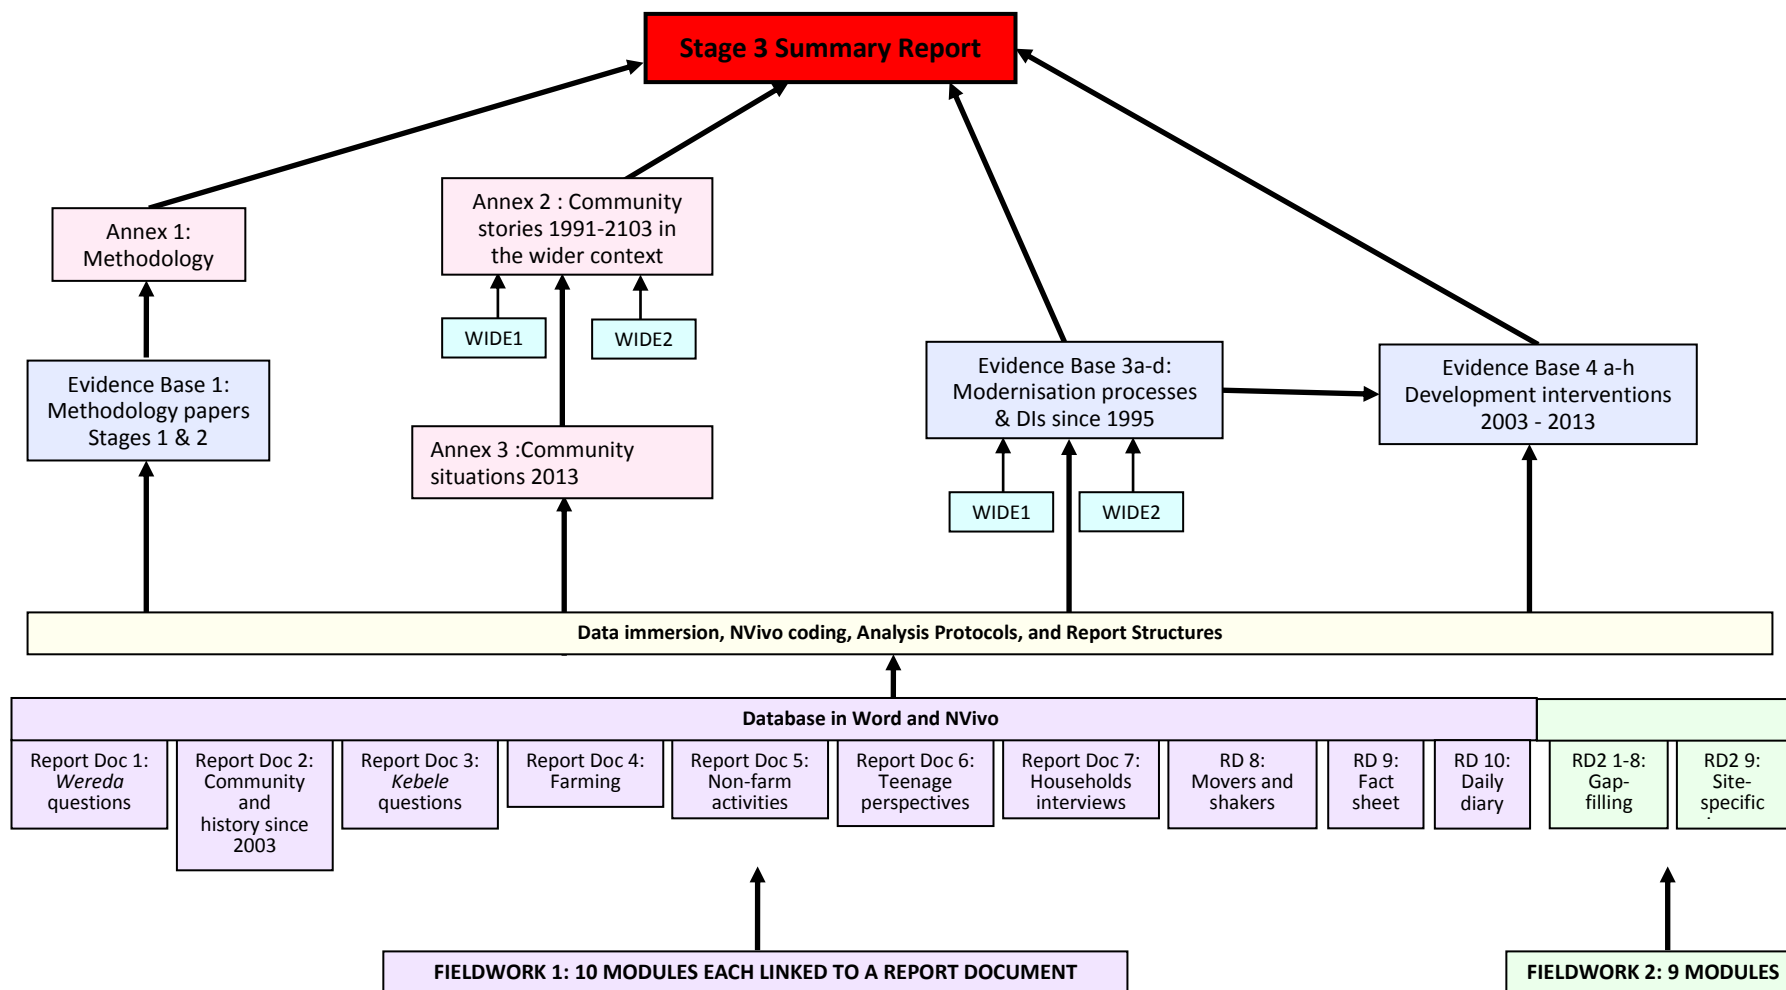 Stage 3 Summary Report
Annex 1:
Methodology
Annex 2 : Community
stories 1991-2103 in
the wider context
WIDE1
WIDE2
Evidence Base 1:
Methodology papers
Stages 1 & 2
Annex 3 :Community
situations 2013
Evidence Base 3a-d:
Modernisation processes
& DIs since 1995
WIDE1
WIDE2
Evidence Base 4 a-h
Development interventions
2003 - 2013
Data immersion, NVivo coding, Analysis Protocols, and Report Structures
Database in Word and NVivo
Report Doc 1:
Wereda
questions
Report Doc 2:
Community
and
history since
2003
Report Doc 3:
Kebele
questions
Report Doc 4:
Farming
Report Doc 5:
Non-farm
activities
Report Doc 6:
Teenage
perspectives
Report Doc 7:
Households
interviews
RD 8:
Movers and
shakers
RD 9:
Fact
sheet
RD 10:
Daily
diary
RD2 1-8:
Gap-
filling
RD2 9:
Site-
specific
FIELDWORK 1: 10 MODULES EACH LINKED TO A REPORT DOCUMENT
FIELDWORK 2: 9 MODULES